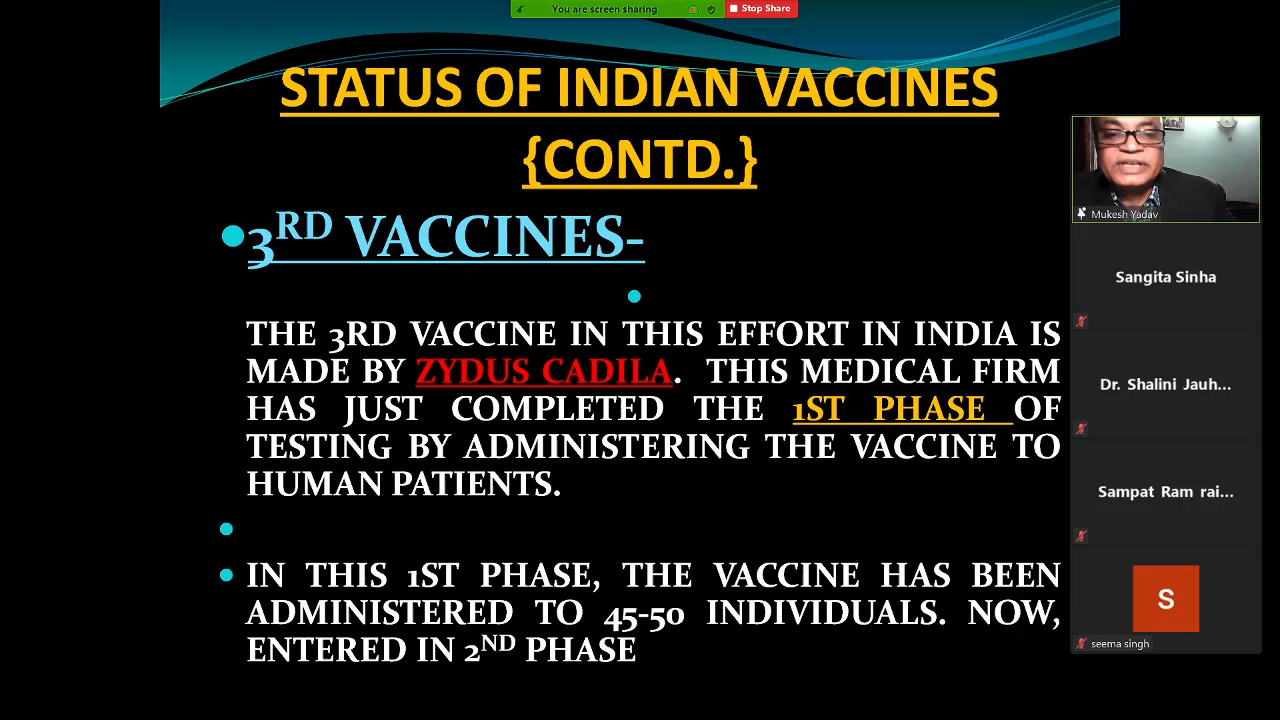 You are screen sharing
Stop Share
STATUS OF INDIAN VACCINES
{CONTD.}
•3RD VACCINES-
•
THE 3RD VACCINE IN THIS EFFORT IN INDIA IS
MADE BY ZYDUS CADILA. THIS MEDICAL FIRM
HAS JUST COMPLETED THE 1ST PHASE OF
TESTING BY ADMINISTERING THE VACCINE TO
HUMAN PATIENTS.
•
• IN THIS 1ST PHASE, THE VACCINE HAS BEEN
ADMINISTERED TO 45-50 INDIVIDUALS. NOW,
ENTERED IN 2ND PHASE
Mukesh Yadav
Sangita Sinha
Dr. Shalini Jauh...
Sampat Ram rai...
S
seema singh